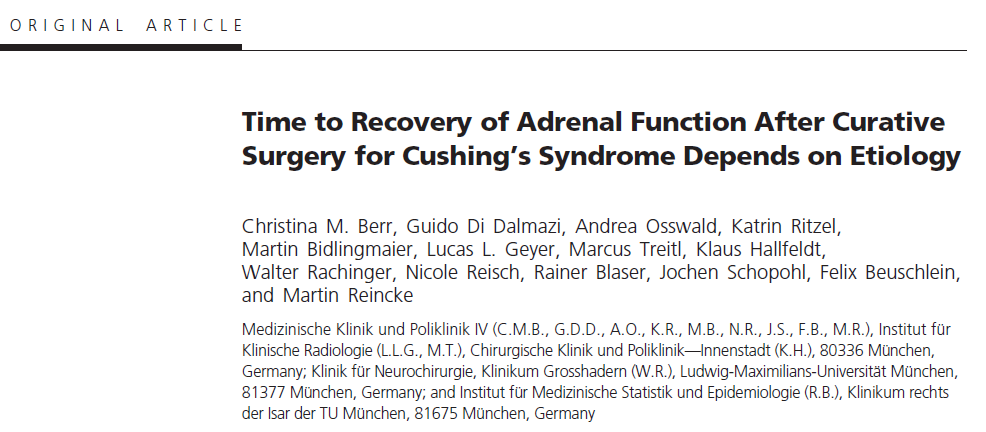 ORIGINAL ARTICLE
Time to Recovery of Adrenal Function After Curative
Surgery for Cushing's Syndrome Depends on Etiology
Christina M. Berr, Guido Di Dalmazi, Andrea Osswald, Katrin Ritzel,
Martin Bidlingmaier, Lucas L. Geyer, Marcus Treitl, Klaus Hallfeldt,
Walter Rachinger, Nicole Reisch, Rainer Blaser, Jochen Schopohl, Felix Beuschlein,
and Martin Reincke
Medizinische Klinik und Poliklinik IV (C.M.B., G.D.D., A.O., K.R., M.B., N.R., J.S., F.B., M.R.), Institut für
Klinische Radiologie (L.L.G., M.T.), Chirurgische Klinik und Poliklinik—Innenstadt (K.H.), 80336 München,
Germany; Klinik für Neurochirurgie, Klinikum Grosshadern (W.R.), Ludwig-Maximilians-Universität München,
81377 München, Germany; and Institut für Medizinische Statistik und Epidemiologie (R.B.), Klinikum rechts
der Isar der TU München, 81675 München, Germany